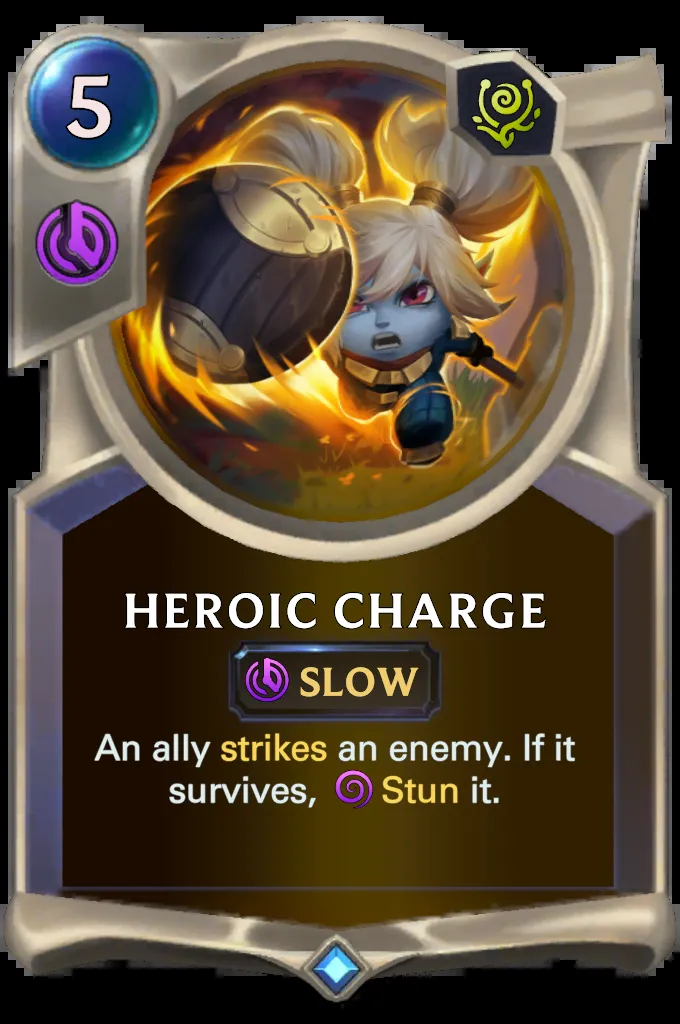 5
HEROIC CHARGE
SLOW
An ally strikes an enemy. If it
survives, Stun it.